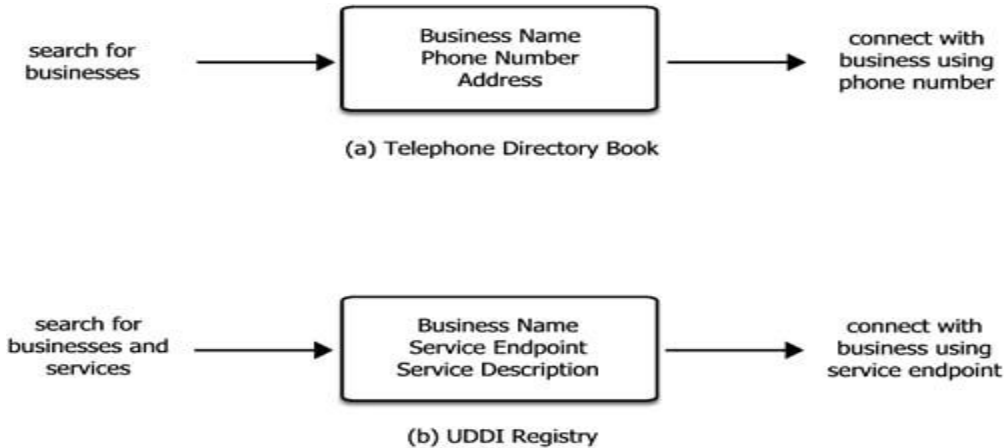 search for
businesses
Business Name
Phone Number
Address
connect with
business using
phone number
(a) Telephone Directory Book
search for
businesses and
services
Business Name
Service Endpoint
Service Description
connect with
business using
service endpoint
(b) UDDI Registry